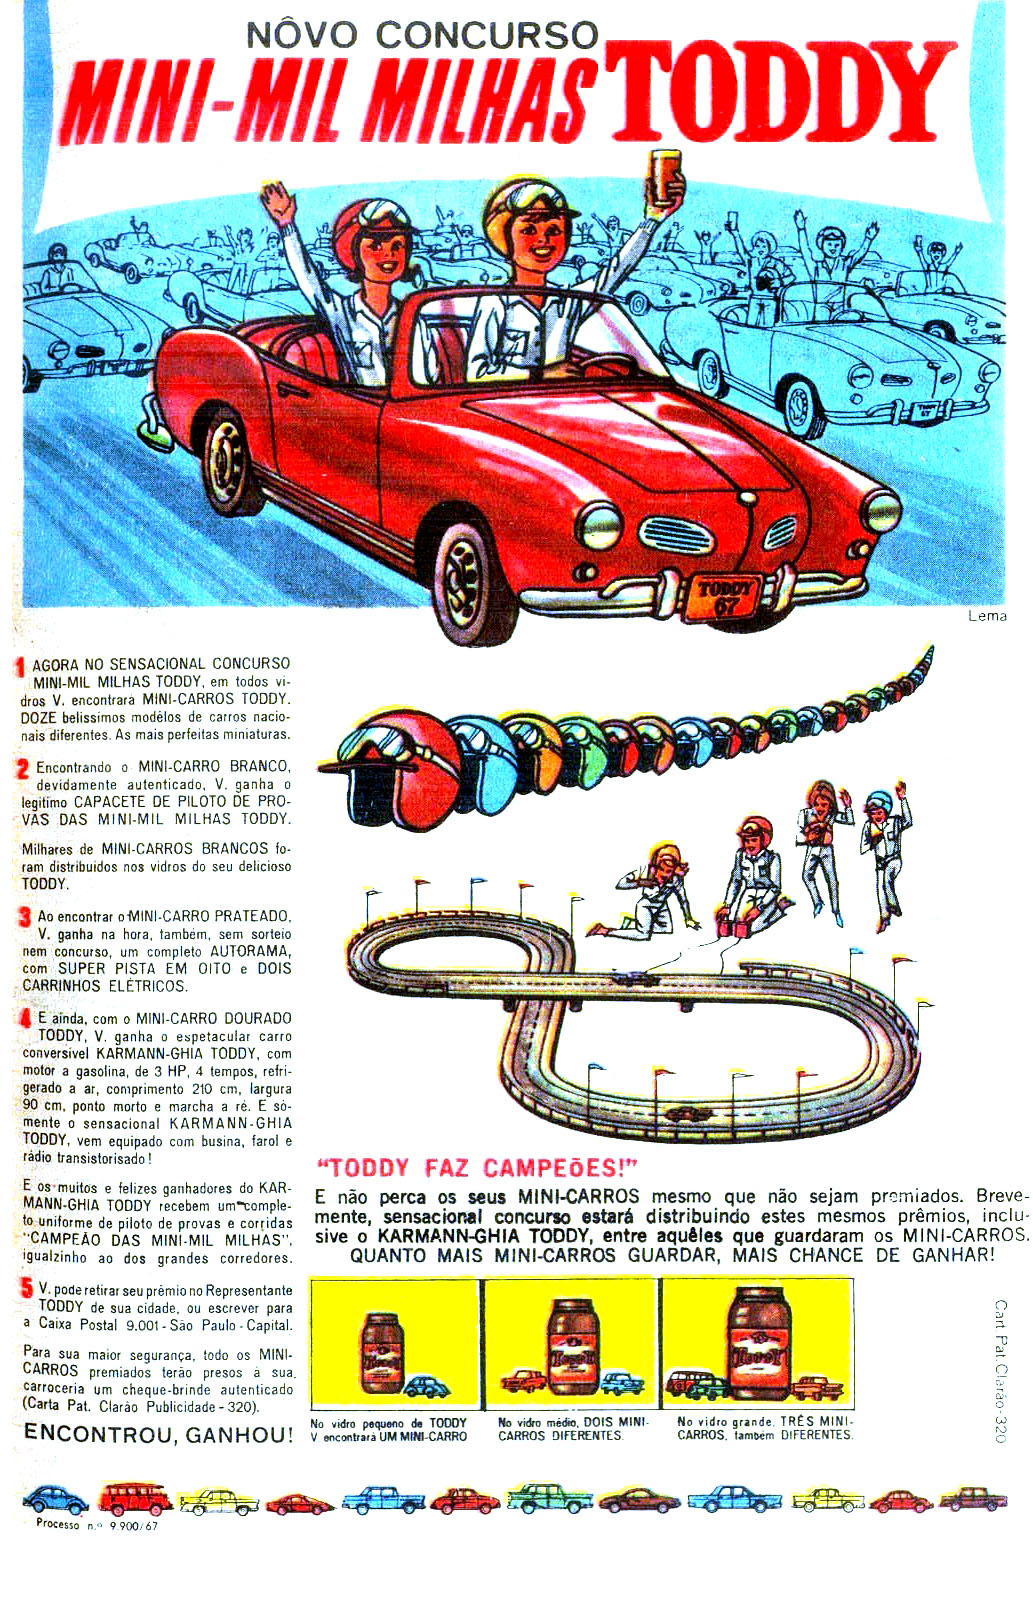 NÔVO CONCURSO
MINI-MIL MILHAS TODDY
TODDY
67
TODDY
67
Lema
1 AGORA NO SENSACIONAL CONCURSO
MINI-MIL MILHAS TODDY, em todos vi-
dros V. encontrará MINI-CARROS TODDY.
DOZE belissimos modêlos de carros nacio-
nais diferentes. As mais perfeitas miniaturas.
2 Encontrando o MINI-CARRO BRANCO,
devidamente autenticado, V. ganha o
legitimo CAPACETE DE PILOTO DE PRO-
VAS DAS MINI-MIL MILHAS TODDY.
Milhares de MINI-CARROS BRANCOS fo-
ram distribuidos nos vidros do seu delicioso
TODDY.
3 Ao encontrar o MINI-CARRO PRATEADO,
V. ganha na hora, também, sem sorteio
nem concurso, um completo AUTORAMA,
com SUPER PISTA EM OITO e DOIS
CARRINHOS ELÉTRICOS.
4 E ainda, com o MINI-CARRO DOURADO
TODDY, V. ganha o espetacular carro
conversível KARMANN-GHIA TODDY, com
motor a gasolina, de 3 HP, 4 tempos, refri-
gerado a ar, comprimento 210 cm, largura
90 cm, ponto morto e marcha a ré. E sò-
mente o sensacional KARMANN-GHIA
TODDY, vem equipado com busina, farol e
rádio transistorisado!
E os muitos e felizes ganhadores do KAR-
MANN-GHIA TODDY recebem um comple-
to uniforme de piloto de provas e corridas
"CAMPEÃO DAS MINI-MIL MILHAS",
igualzinho ao dos grandes corredores.
5 V. pode retirar seu prêmio no Representante
TODDY de sua cidade, ou escrever para
a Caixa Postal 9.001 - São Paulo - Capital.
Para sua maior segurança, todo os MINI-
CARROS premiados terão presos à sua
carroceria um cheque-brinde autenticado
(Carta Pat. Clarão Publicidade - 320).
ENCONTROU, GANHOU!
"TODDY FAZ CAMPEÕES!"
E não perca os seus MINI-CARROS mesmo que não sejam premiados. Breve-
mente, sensacional concurso estará distribuindo estes mesmos prêmios, inclu-
sive o KARMANN-GHIA TODDY, entre aquêles que guardaram os MINI-CARROS.
QUANTO MAIS MINI-CARROS GUARDAR, MAIS CHANCE DE GANHAR!
TODDY
TODDY
TODDY
No vidro pequeno de TODDY
V encontrará UM MINI-CARRO
No vidro médio, DOIS MINI-
CARROS DIFERENTES.
No vidro grande, TRÊS MINI-
CARROS, também DIFERENTES.
Cart Pat. Clarão-320
Processo n.º 9.900/67